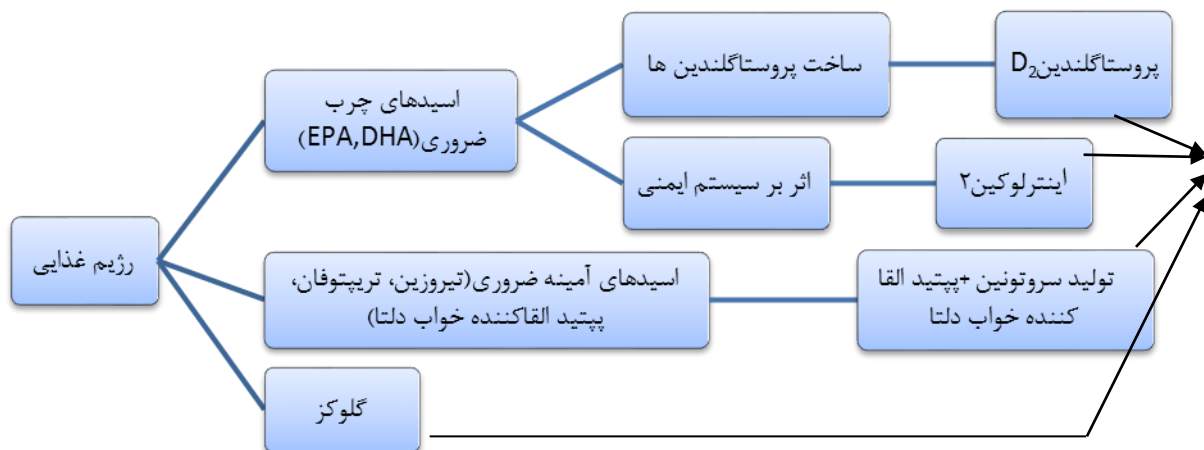 رژیم غذایی
اسیدهای چرب
ضروری(EPA,DHA)
ساخت پروستاگلندین ها
پروستاگلندینD₂
اثر بر سیستم ایمنی
اینترلوکین۲
اسیدهای آمینه ضروری(تیروزین، تریپتوفان،
پپتید القاکننده خواب دلتا)
تولید سروتونین +پپتید القا
کننده خواب دلتا
گلوکز